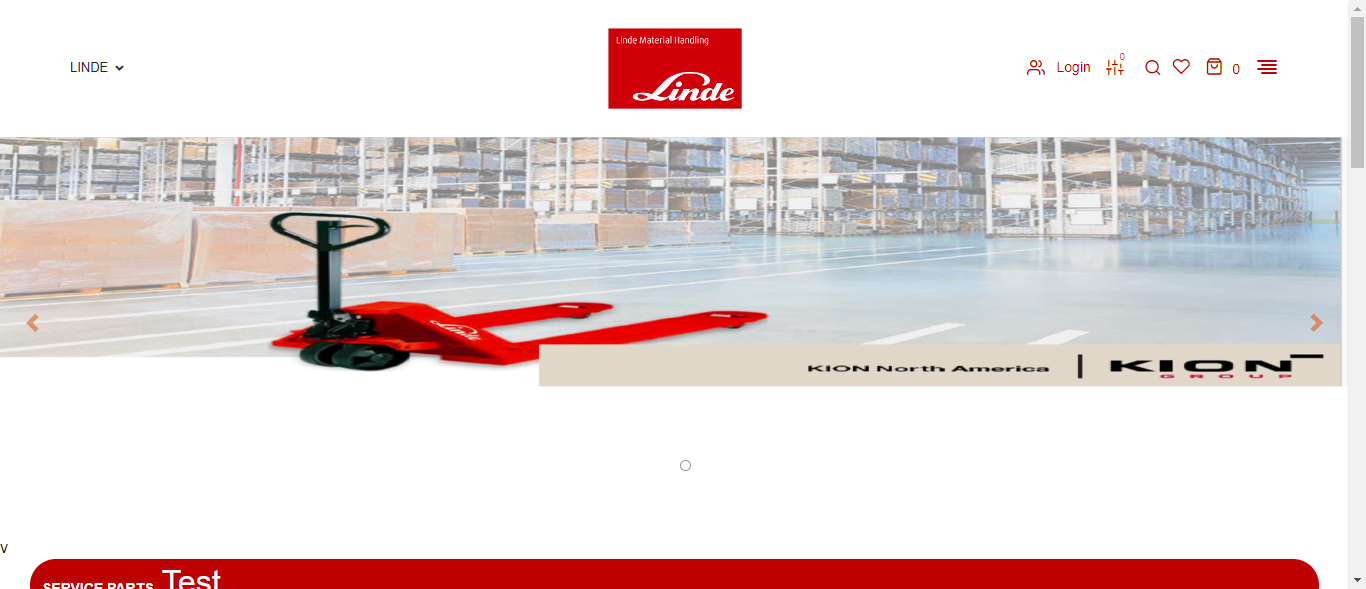 LINDE
Linde Material Handling
Linde
Login
0
0
Linde
KION North America
KION
GROUP
v
SERVICE PARTS Test